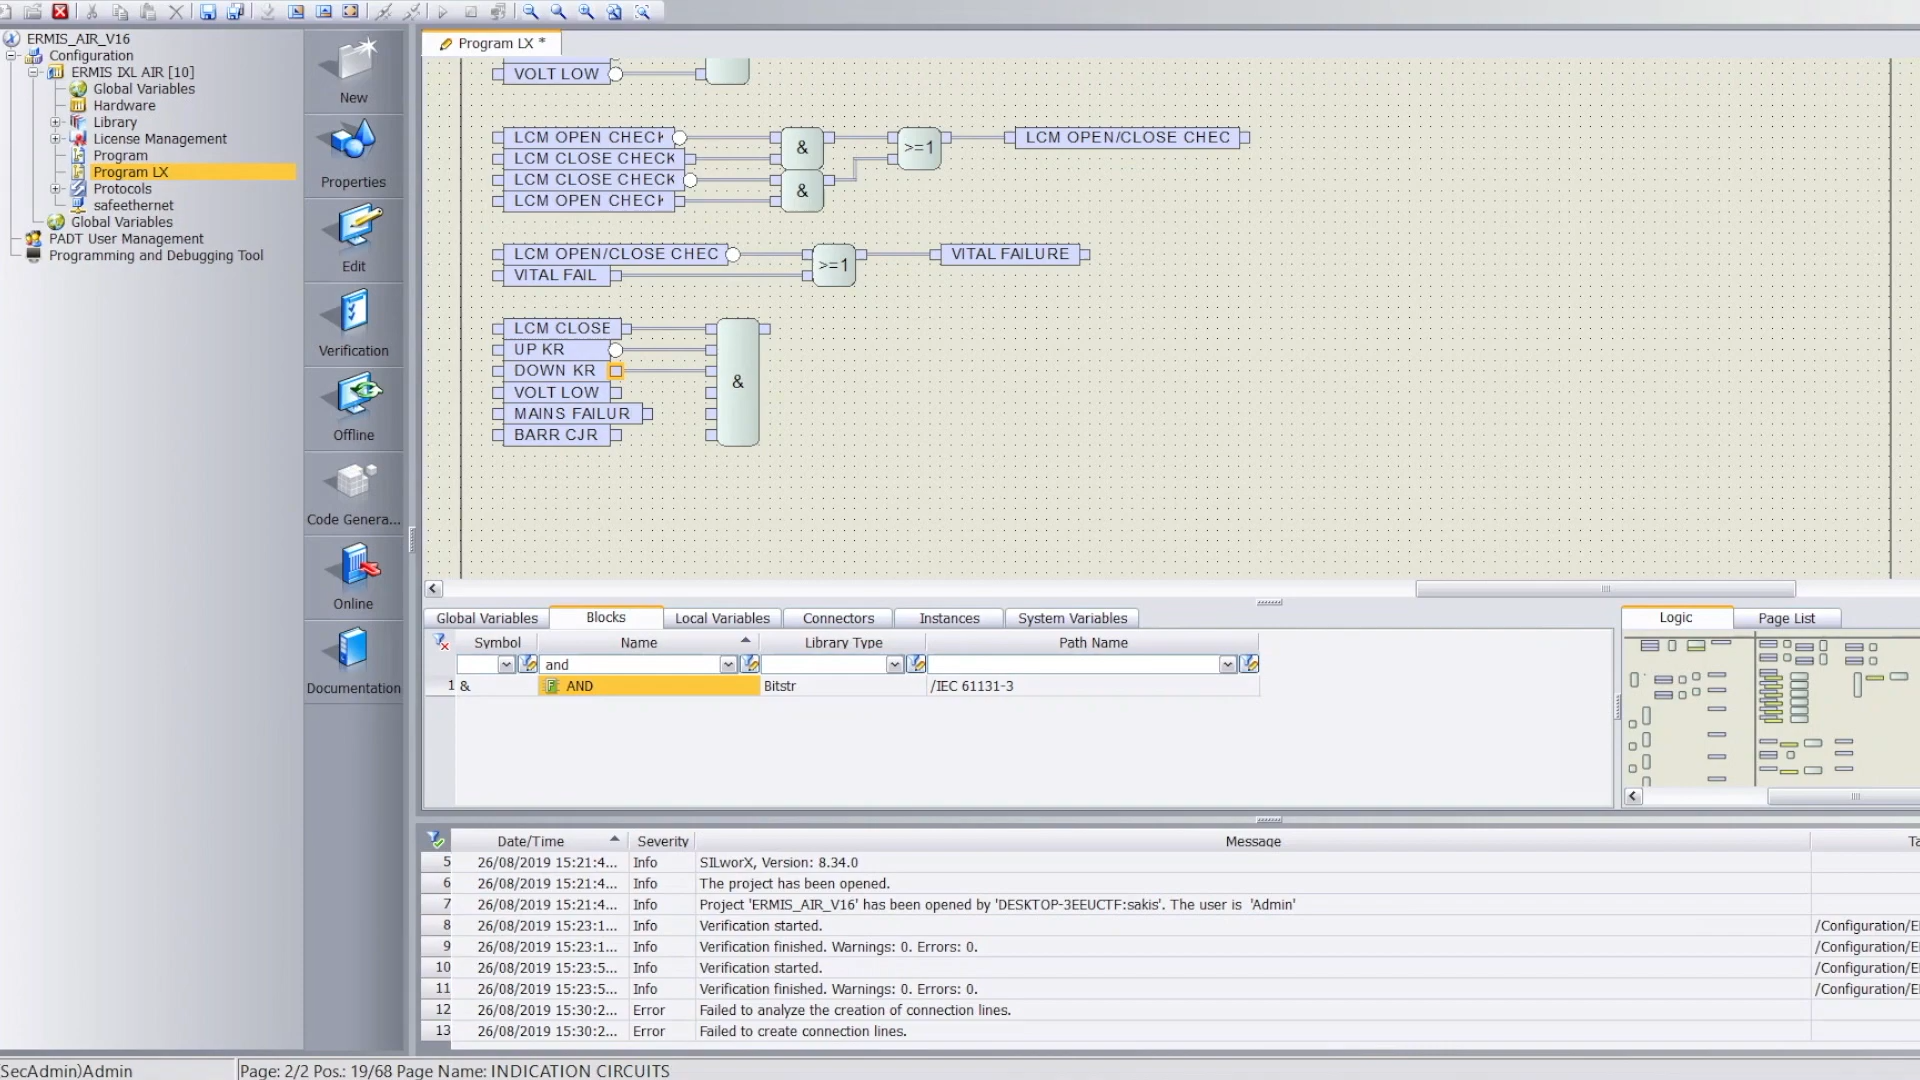 ERMIS_AIR_V16
Configuration
ERMIS IXL AIR [10]
Global Variables
Hardware
Library
License Management
Program
Program LX
Protocols
safeethernet
Global Variables
PADT User Management
Programming and Debugging Tool
New
Properties
Edit
Verification
Offline
Code Genera...
Online
Documentation
Program LX *
VOLT LOW
LCM OPEN CHECK
LCM CLOSE CHECK
LCM CLOSE CHECK
LCM OPEN CHECK
&
&
>=1
LCM OPEN/CLOSE CHEC
LCM OPEN/CLOSE CHEC
VITAL FAIL
>=1
VITAL FAILURE
LCM CLOSE
UP KR
DOWN KR
VOLT LOW
MAINS FAILUR
BARR CJR
&
Global Variables Blocks Local Variables Connectors Instances System Variables
Symbol Name Library Type Path Name
and
1 & AND Bitstr /IEC 61131-3
Logic Page List
Date/Time Severity Message Ta
5 26/08/2019 15:21:4... Info SILworX, Version: 8.34.0
6 26/08/2019 15:21:4... Info The project has been opened.
7 26/08/2019 15:21:4... Info Project 'ERMIS_AIR_V16' has been opened by 'DESKTOP-3EEUCTF:sakis'. The user is 'Admin'
8 26/08/2019 15:23:1... Info Verification started. /Configuration/E
9 26/08/2019 15:23:1... Info Verification finished. Warnings: 0. Errors: 0. /Configuration/E
10 26/08/2019 15:23:5... Info Verification started. /Configuration/E
11 26/08/2019 15:23:5... Info Verification finished. Warnings: 0. Errors: 0. /Configuration/E
12 26/08/2019 15:30:2... Error Failed to analyze the creation of connection lines.
13 26/08/2019 15:30:2... Error Failed to create connection lines.
SecAdmin)Admin
Page: 2/2 Pos.: 19/68 Page Name: INDICATION CIRCUITS